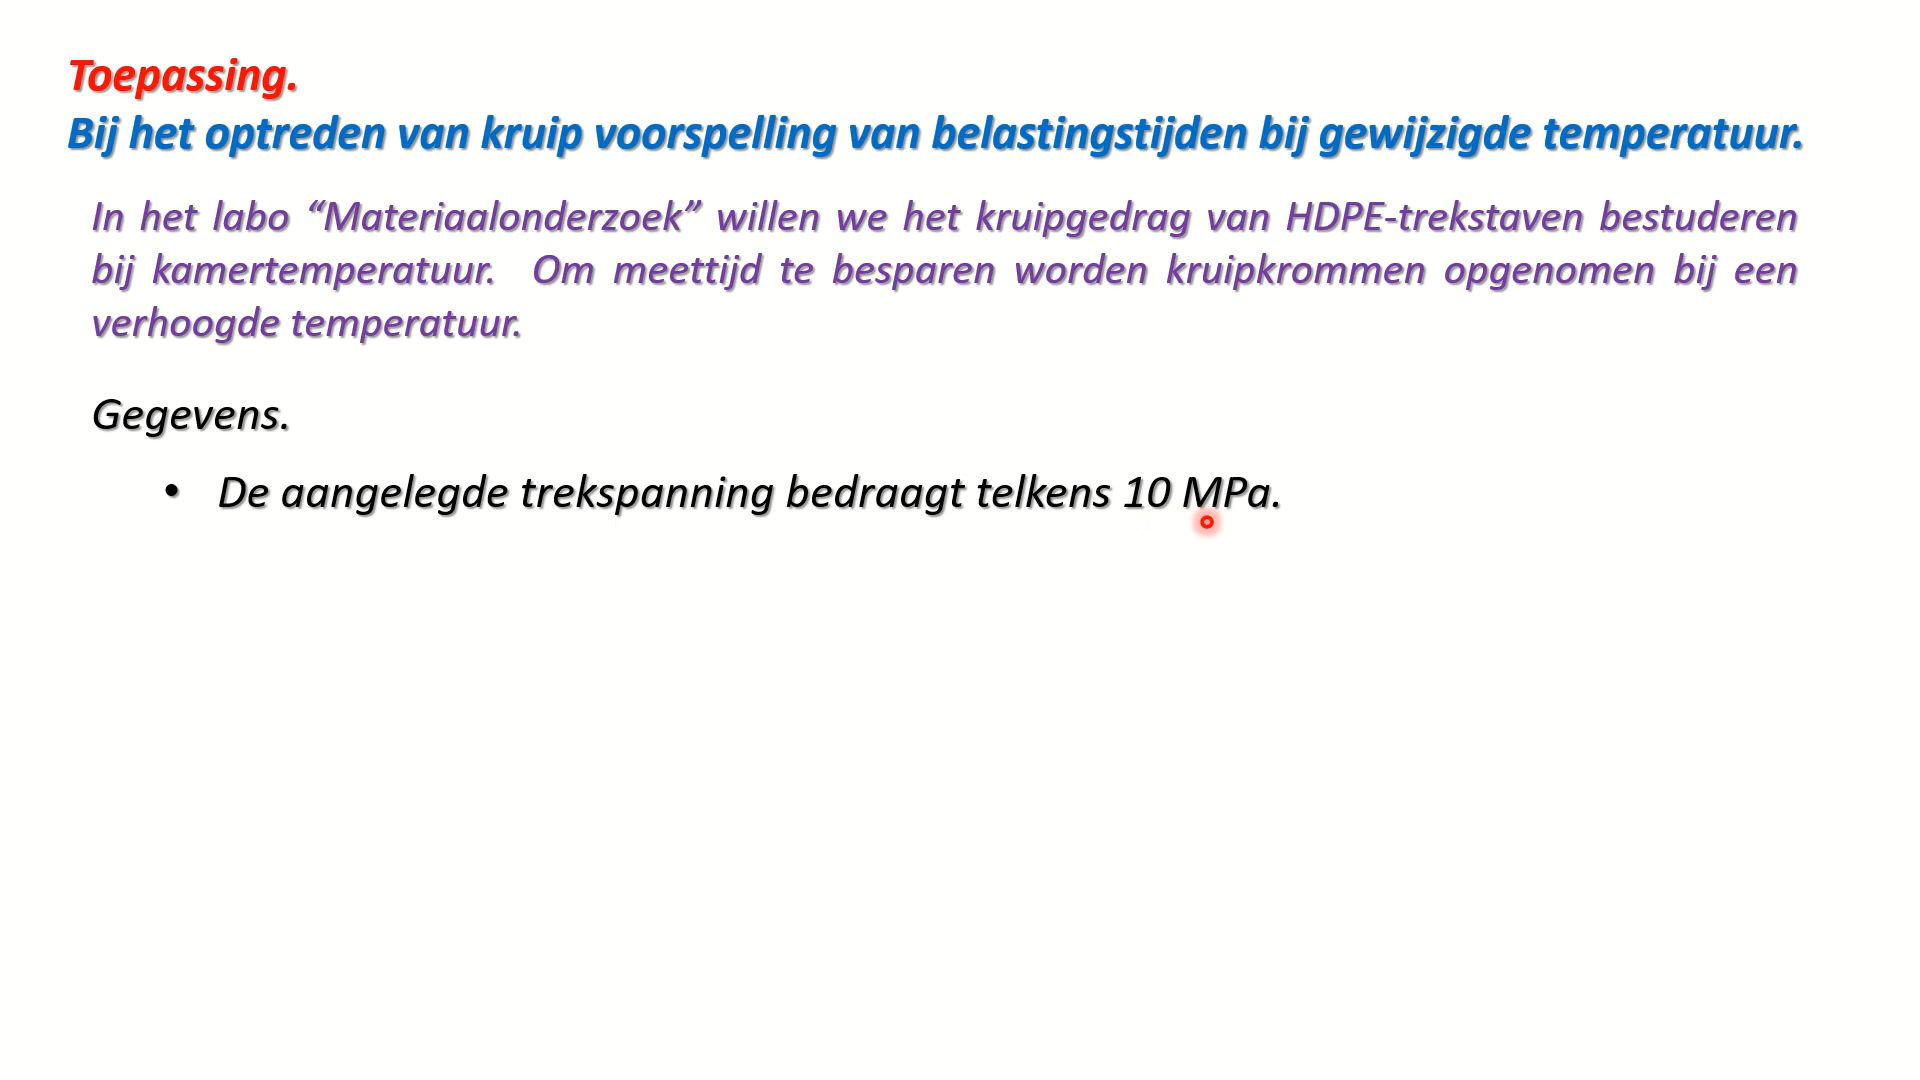 Toepassing.
Bij het optreden van kruip voorspelling van belastingstijden bij gewijzigde temperatuur.
In het labo “Materiaalonderzoek” willen we het kruipgedrag van HDPE-trekstaven bestuderen
bij kamertemperatuur. Om meettijd te besparen worden kruipkrommen opgenomen bij een
verhoogde temperatuur.
Gegevens.
• De aangelegde trekspanning bedraagt telkens 10 MPa.